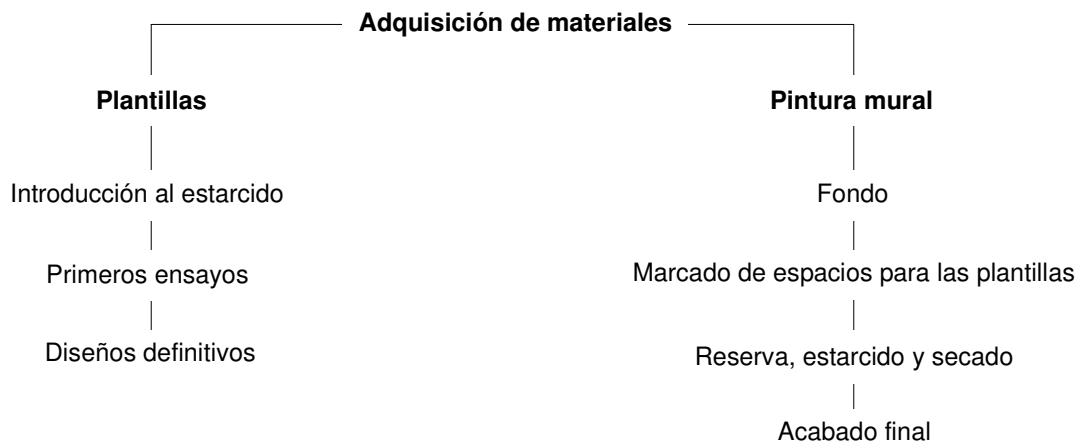 Adquisición de materiales
Plantillas
Introducción al estarcido
Primeros ensayos
Diseños definitivos
Pintura mural
Fondo
Marcado de espacios para las plantillas
Reserva, estarcido y secado
Acabado final